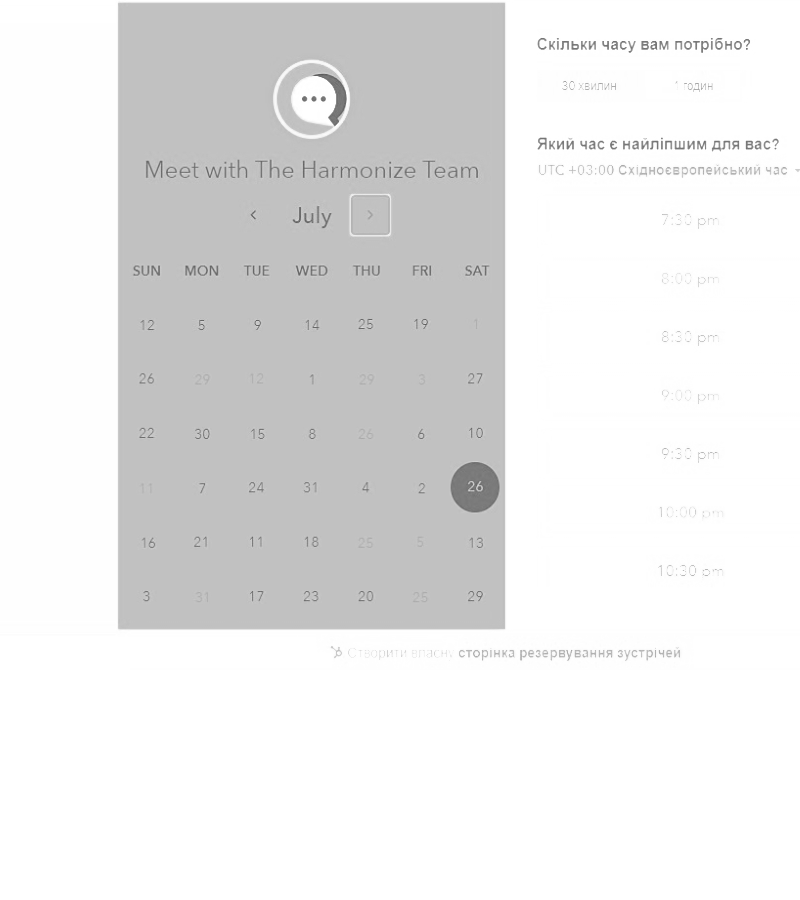 Скільки часу вам потрібно?
30 хвилин
1 годин
Meet with The Harmonize Team
July
SUN MON TUE WED THU FRI SAT
12 5 9 14 25 19 1
26 29 12 1 29 3 27
22 30 15 8 26 6 10
11 7 24 31 4 2 26
16 21 11 18 25 5 13
3 31 17 23 20 25 29
Який час є найліпшим для вас?
UTC +03:00 Східноєвропейський час
7:30 pm
8:00 pm
8:30 pm
9:00 pm
9:30 pm
10:00 pm
10:30 pm
Створити власну сторінка резервування зустрічей